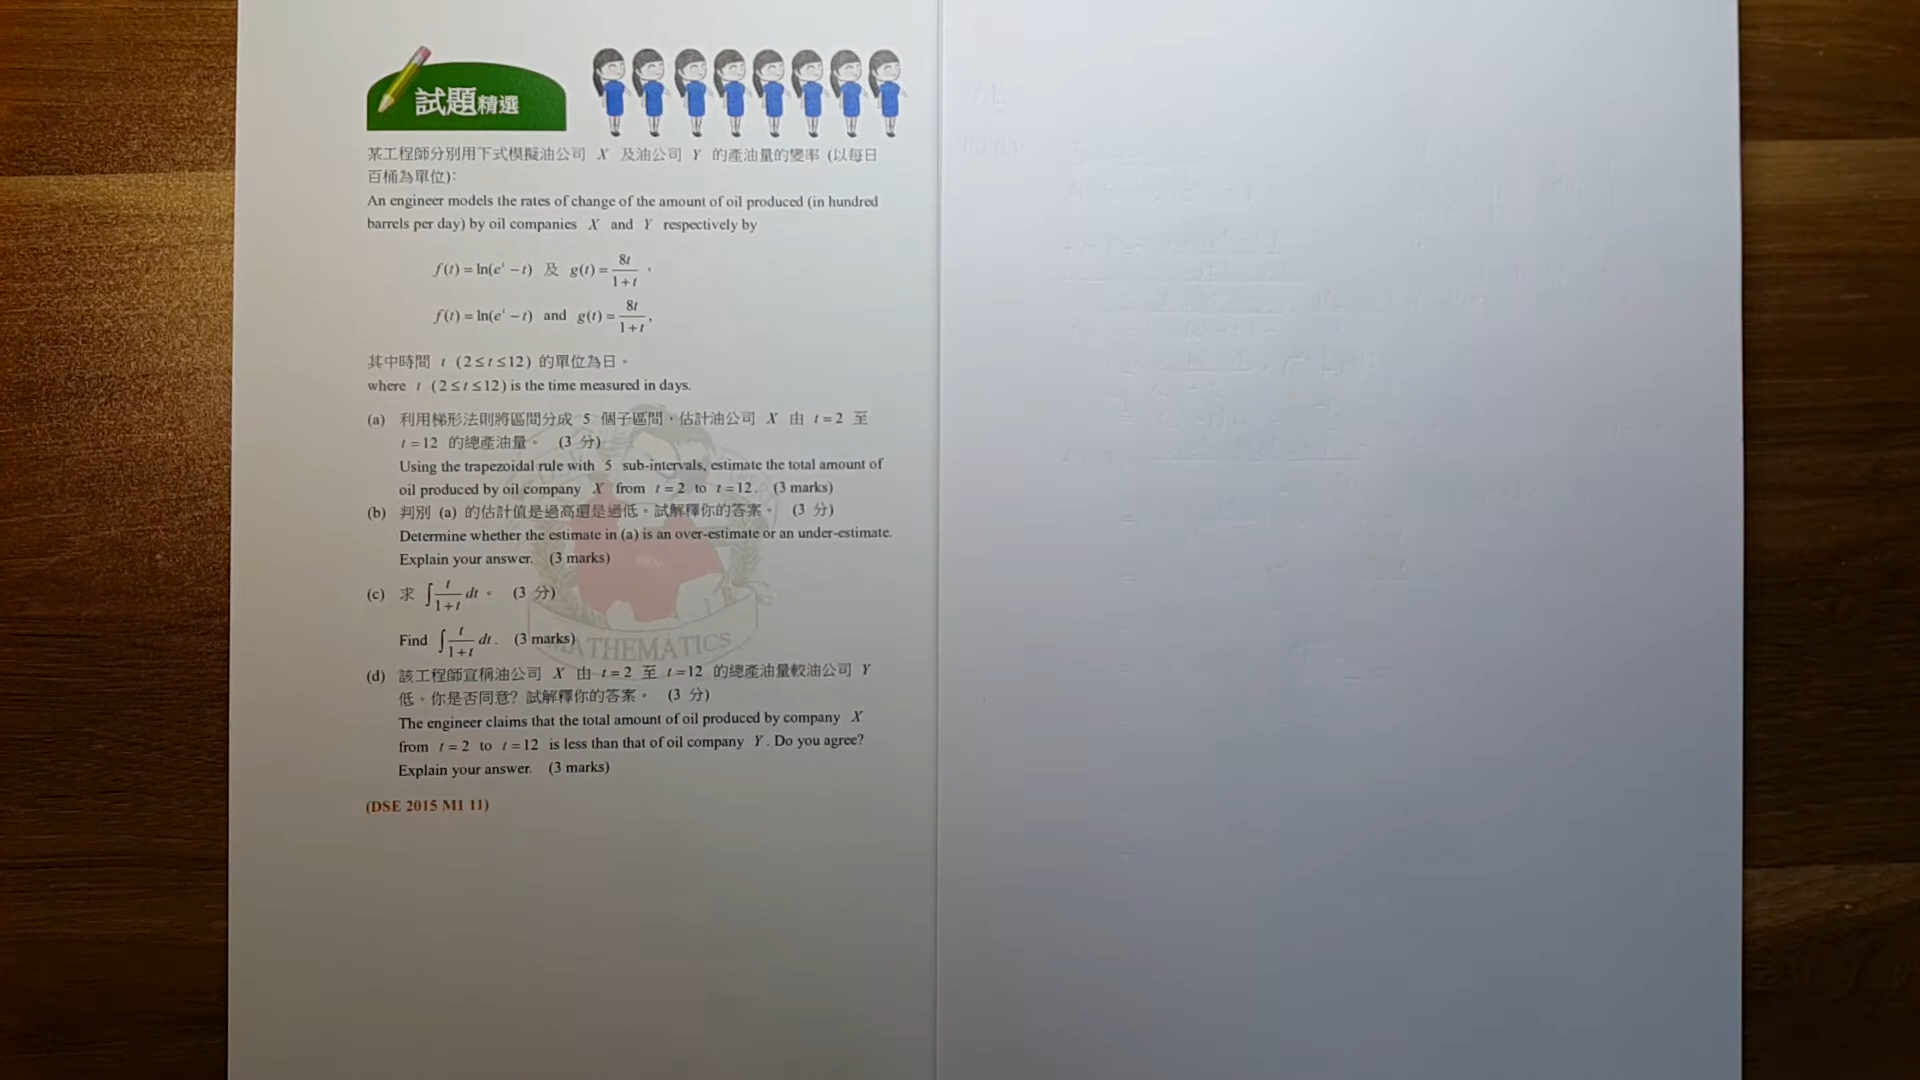 試題精選
某工程師分別用下式模擬油公司 X 及油公司 Y 的產油量的變率 (以每日
百桶為單位):
An engineer models the rates of change of the amount of oil produced (in hundred
barrels per day) by oil companies X and Y respectively by
f(t) = ln(e^t − t) 及 g(t) = 8t/(1+t) ,
f(t) = ln(e^t − t) and g(t) = 8t/(1+t),
其中時間 t (2 ≤ t ≤ 12) 的單位為日。
where t (2 ≤ t ≤ 12) is the time measured in days.
(a) 利用梯形法則將區間分成 5 個子區間，估計油公司 X 由 t = 2 至
t = 12 的總產油量。 (3 分)
Using the trapezoidal rule with 5 sub-intervals, estimate the total amount of
oil produced by oil company X from t = 2 to t = 12. (3 marks)
(b) 判別 (a) 的估計值是過高還是過低。試解釋你的答案。 (3 分)
Determine whether the estimate in (a) is an over-estimate or an under-estimate.
Explain your answer. (3 marks)
(c) 求 ∫ t/(1+t) dt。 (3 分)
Find ∫ t/(1+t) dt. (3 marks)
MATHEMATICS
(d) 該工程師宣稱油公司 X 由 t = 2 至 t = 12 的總產油量較油公司 Y
低。你是否同意? 試解釋你的答案。 (3 分)
The engineer claims that the total amount of oil produced by company X
from t = 2 to t = 12 is less than that of oil company Y. Do you agree?
Explain your answer. (3 marks)
(DSE 2015 M1 11)